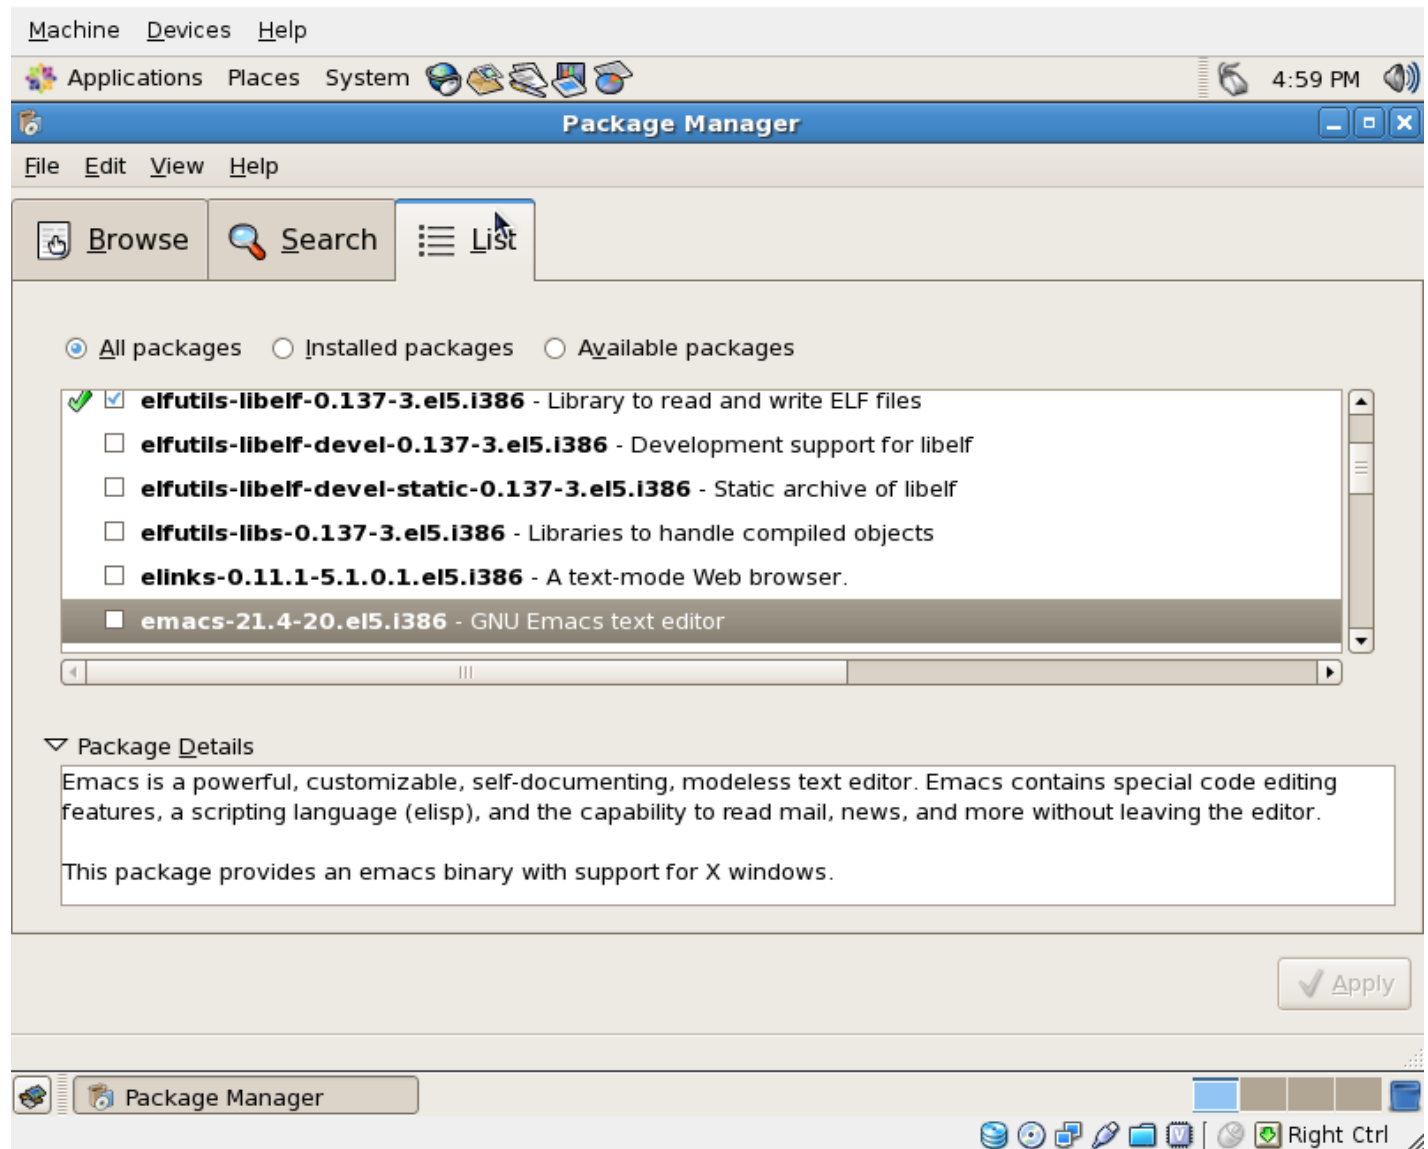 Machine Devices Help
Applications Places System 4:59 PM
Package Manager
File Edit View Help
Browse Search List
All packages Installed packages Available packages
elfutils-libelf-0.137-3.el5.i386 - Library to read and write ELF files
elfutils-libelf-devel-0.137-3.el5.i386 - Development support for libelf
elfutils-libelf-devel-static-0.137-3.el5.i386 - Static archive of libelf
elfutils-libs-0.137-3.el5.i386 - Libraries to handle compiled objects
elinks-0.11.1-5.1.0.1.el5.i386 - A text-mode Web browser.
emacs-21.4-20.el5.i386 - GNU Emacs text editor
Package Details
Emacs is a powerful, customizable, self-documenting, modeless text editor. Emacs contains special code editing
features, a scripting language (elisp), and the capability to read mail, news, and more without leaving the editor.
This package provides an emacs binary with support for X windows.
Apply
Package Manager
Right Ctrl